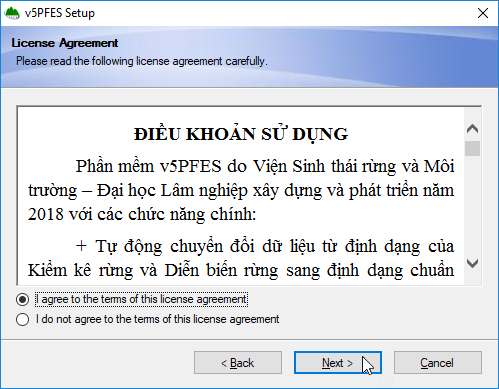 v5PFES Setup
License Agreement
Please read the following license agreement carefully.
ĐIỀU KHOẢN SỬ DỤNG
Phần mềm v5PFES do Viện Sinh thái rừng và Môi
trường – Đại học Lâm nghiệp xây dựng và phát triển năm
2018 với các chức năng chính:
+ Tự động chuyển đổi dữ liệu từ định dạng của
Kiểm kê rừng và Diễn biến rừng sang định dạng chuẩn
I agree to the terms of this license agreement
I do not agree to the terms of this license agreement
< Back
Next >
Cancel